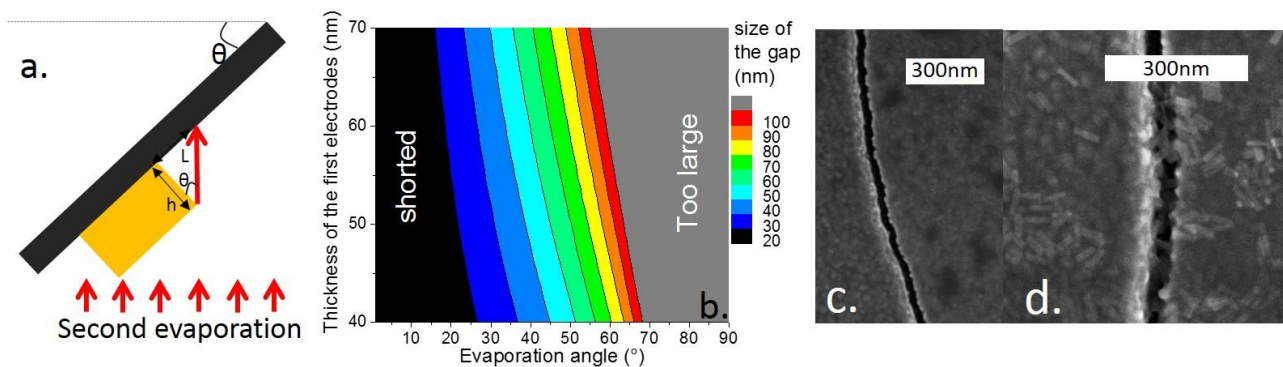 a.
θ
L
θ
h
Second evaporation
Thickness of the first electrodes (nm)
70
60
50
40
shorted
Too large
b.
0
10
20
30
40
50
60
70
80
90
Evaporation angle (°)
size of
the gap
(nm)
100
90
80
70
60
50
40
30
20
300nm
c.
300nm
d.